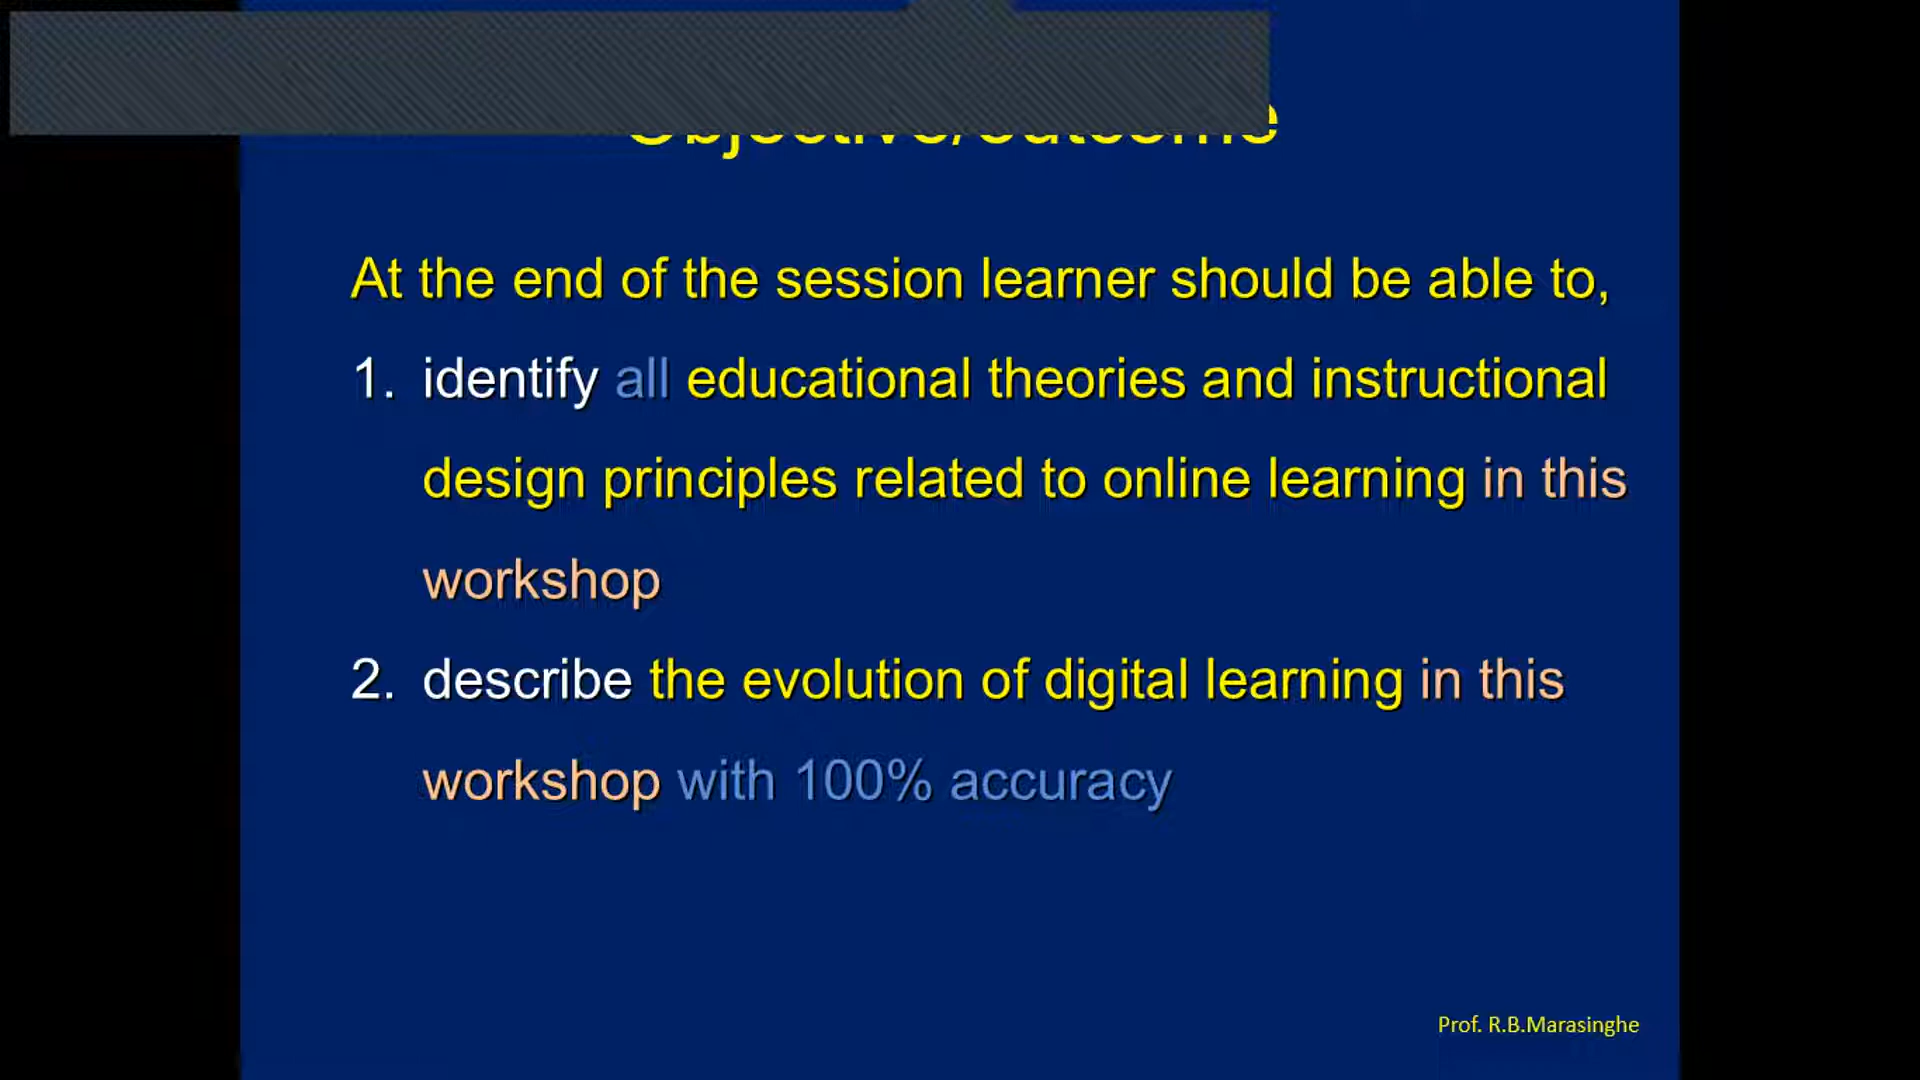 Objective/outcome
At the end of the session learner should be able to,
1. identify all educational theories and instructional
design principles related to online learning in this
workshop
2. describe the evolution of digital learning in this
workshop with 100% accuracy
Prof. R.B.Marasinghe